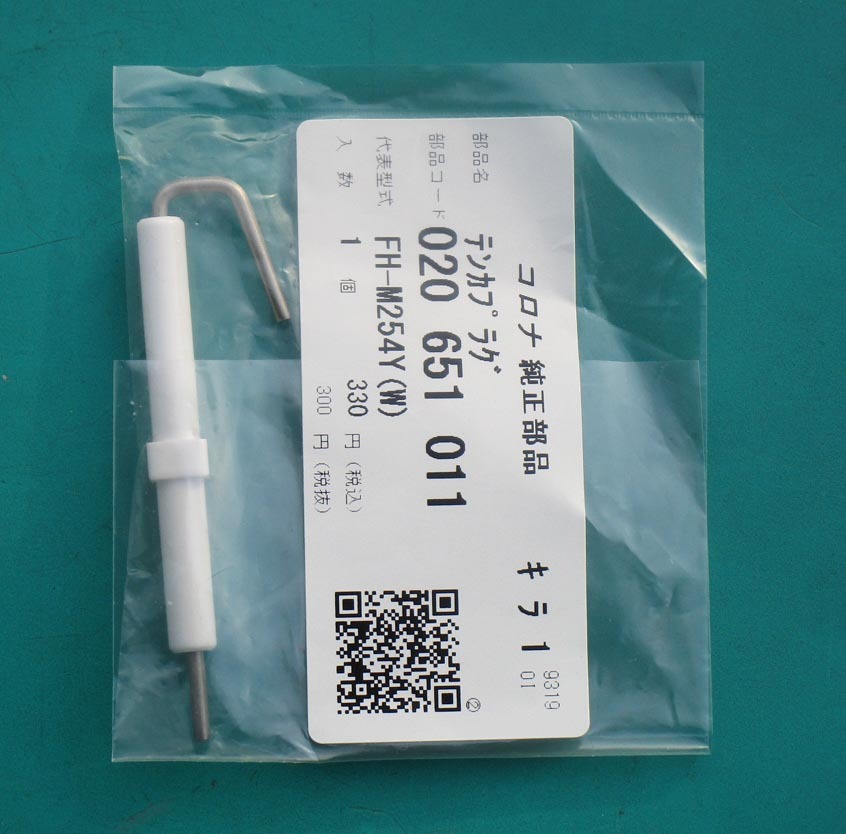 コロナ 純正部品 キラ 1
9319
01
部品名 テンカプラグ
部品コード 020 651 011
代表型式 FH-M254Y(W)
入数 1 個 330 円 (税込)
300 円 (税抜)
②